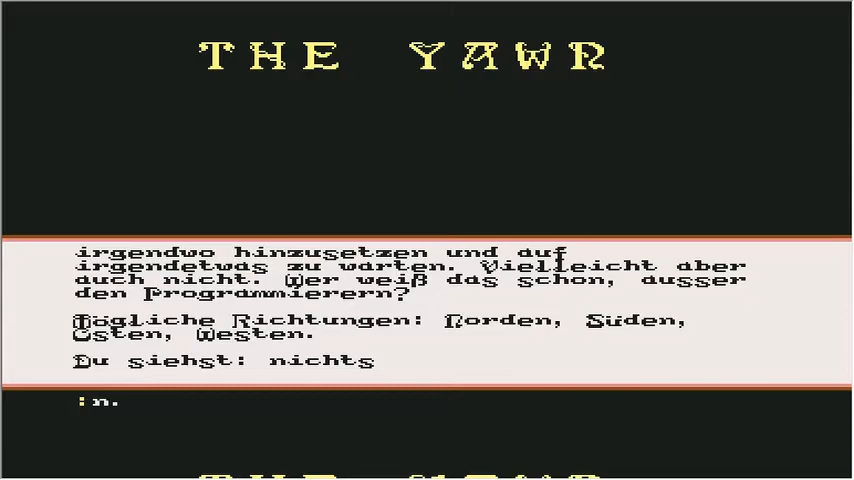 THE YAWR
irgendwo hinzusetzen und auf
irgendetwas zu warten. Vielleicht aber
auch nicht. Wer weiß das schon, ausser
den Programmierern?
Mögliche Richtungen: Norden, Süden,
Osten, Westen.
Du siehst: nichts
:n.